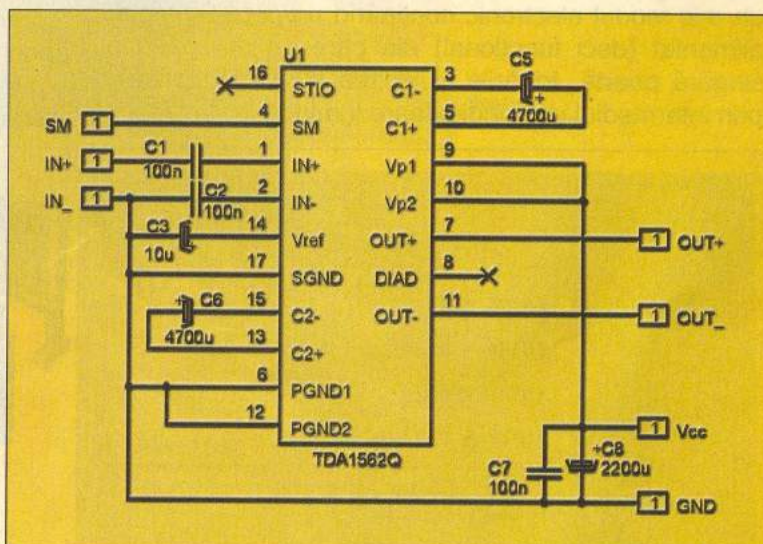 U1
16 STIO C1- 3 C5
+
4700u
SM 1 4 SM C1+ 5
IN+ 1 C1 1 IN+ Vp1 9
100n
IN_ 1 C2 2 IN- Vp2 10
100n
C3 14 Vref OUT+ 7 1 OUT+
10u +
17 SGND DIAD 8
+ C6 15 C2- OUT- 11 1 OUT_
4700u
13 C2+
6 PGND1
12 PGND2
1 Vcc
TDA1562Q
C7 +C8
100n 2200u
1 GND